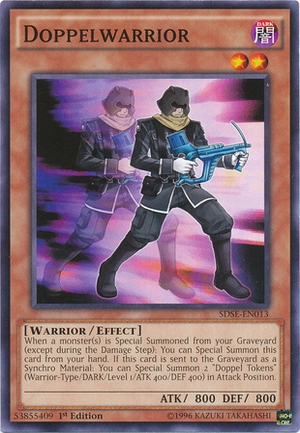 DOPPELWARRIOR
DARK
闇
SDSE-EN013
[WARRIOR / EFFECT]
When a monster(s) is Special Summoned from your Graveyard
(except during the Damage Step): You can Special Summon this
card from your hand. If this card is sent to the Graveyard as a
Synchro Material: You can Special Summon 2 "Doppel Tokens"
(Warrior-Type/DARK/Level 1/ATK 400/DEF 400) in Attack Position.
ATK/ 800 DEF/ 800
53855409 1st Edition ©1996 KAZUKI TAKAHASHI